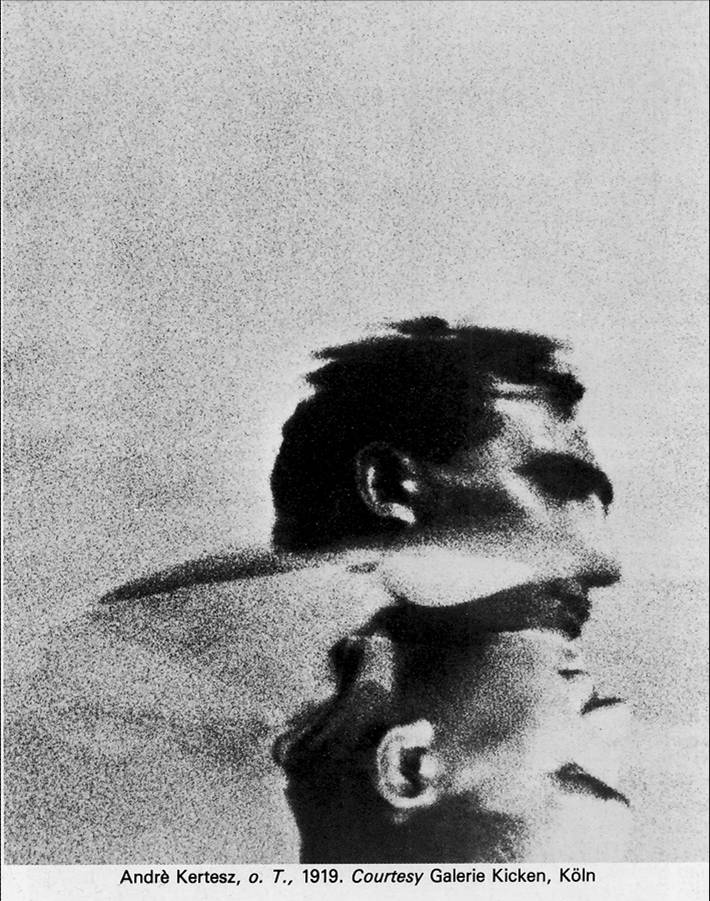 Andrè Kertesz, o. T., 1919. Courtesy Galerie Kicken, Köln